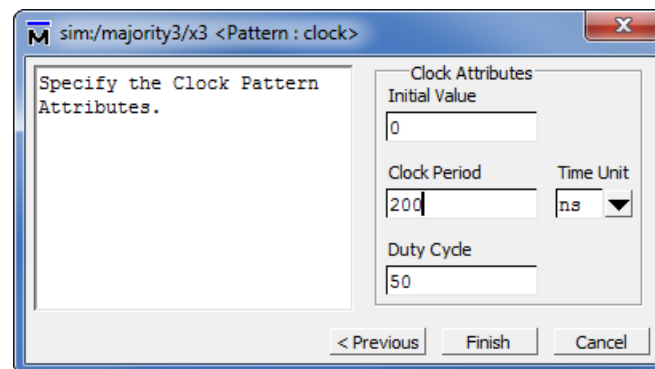 sim:/majority3/x3 <Pattern : clock>
Specify the Clock Pattern
Attributes.
Clock Attributes
Initial Value
0
Clock Period
Time Unit
200
ns
Duty Cycle
50
< Previous
Finish
Cancel